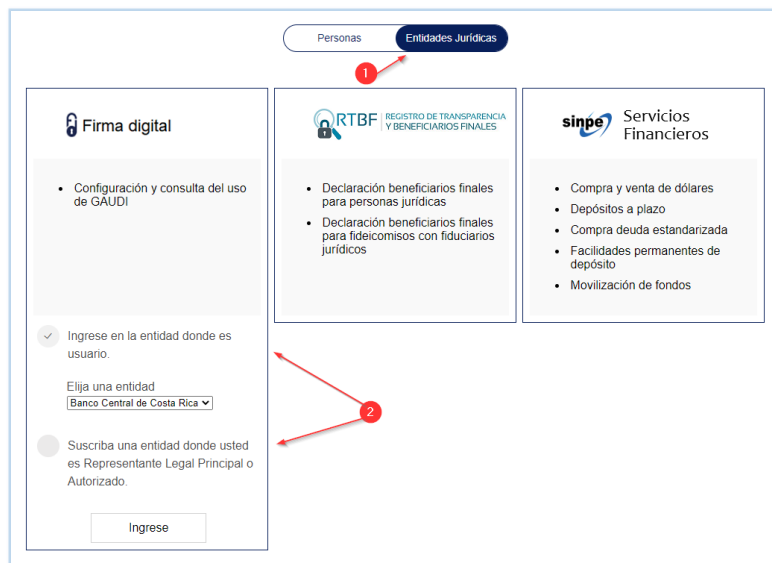 Personas
Entidades Jurídicas
1
Firma digital
Configuración y consulta del uso
de GAUDI
Ingrese en la entidad donde es
usuario.
Elija una entidad
Banco Central de Costa Rica
Suscriba una entidad donde usted
es Representante Legal Principal o
Autorizado.
Ingrese
RTBF
REGISTRO DE TRANSPARENCIA
Y BENEFICIARIOS FINALES
Declaración beneficiarios finales
para personas jurídicas
Declaración beneficiarios finales
para fideicomisos con fiduciarios
jurídicos
sinpe
Servicios
Financieros
Compra y venta de dólares
Depósitos a plazo
Compra deuda estandarizada
Facilidades permanentes de
depósito
Movilización de fondos
2